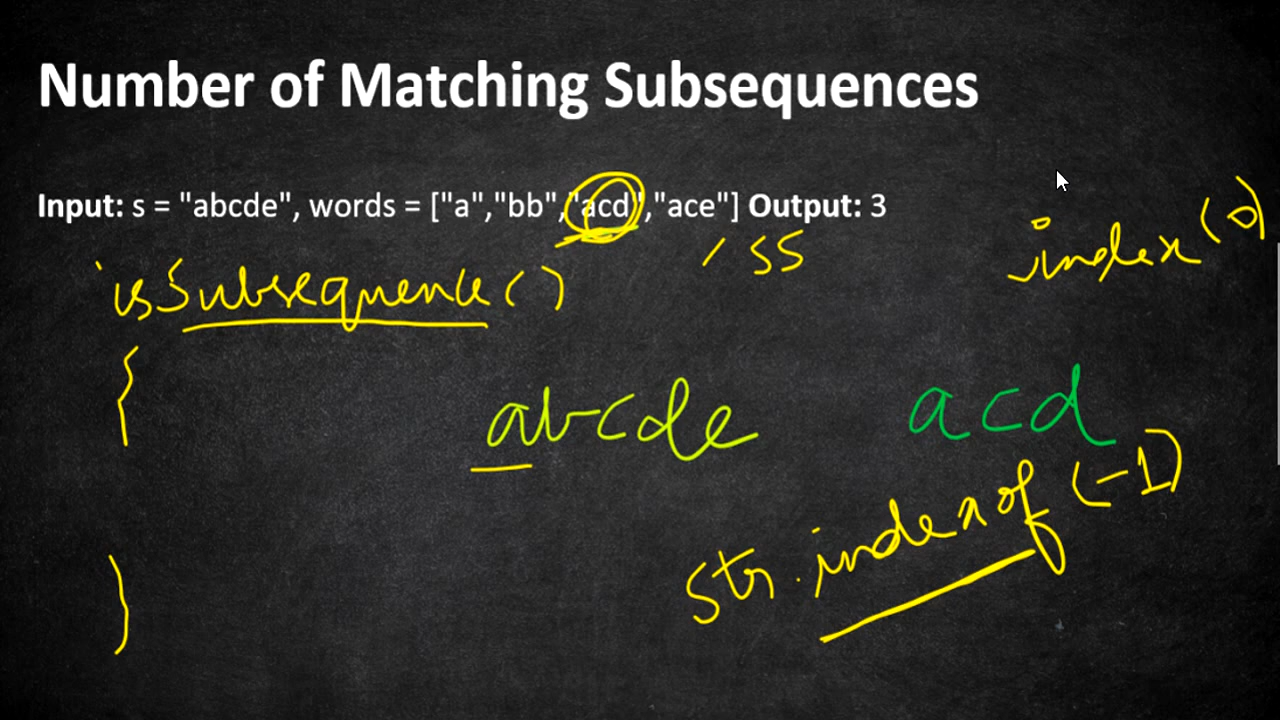 Number of Matching Subsequences
Input: s = "abcde", words = ["a","bb","acd","ace"] Output: 3
index(0)
/ SS
isSubsequence()
{
abcde
acd
str.indexof(-1)
}